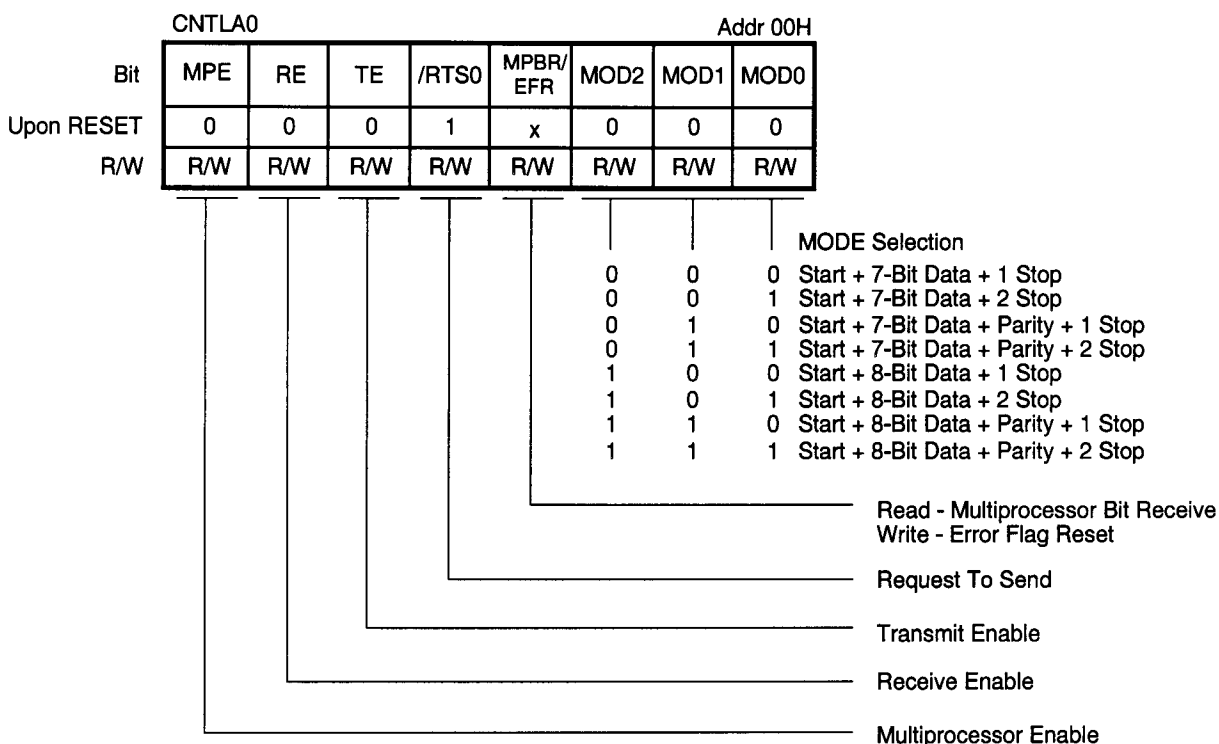 CNTLA0 Addr 00H
Bit MPE RE TE /RTS0 MPBR/ EFR MOD2 MOD1 MOD0
Upon RESET 0 0 0 1 x 0 0 0
R/W R/W R/W R/W R/W R/W R/W R/W R/W
MODE Selection
0 0 0 Start + 7-Bit Data + 1 Stop
0 0 1 Start + 7-Bit Data + 2 Stop
0 1 0 Start + 7-Bit Data + Parity + 1 Stop
0 1 1 Start + 7-Bit Data + Parity + 2 Stop
1 0 0 Start + 8-Bit Data + 1 Stop
1 0 1 Start + 8-Bit Data + 2 Stop
1 1 0 Start + 8-Bit Data + Parity + 1 Stop
1 1 1 Start + 8-Bit Data + Parity + 2 Stop
Read - Multiprocessor Bit Receive
Write - Error Flag Reset
Request To Send
Transmit Enable
Receive Enable
Multiprocessor Enable